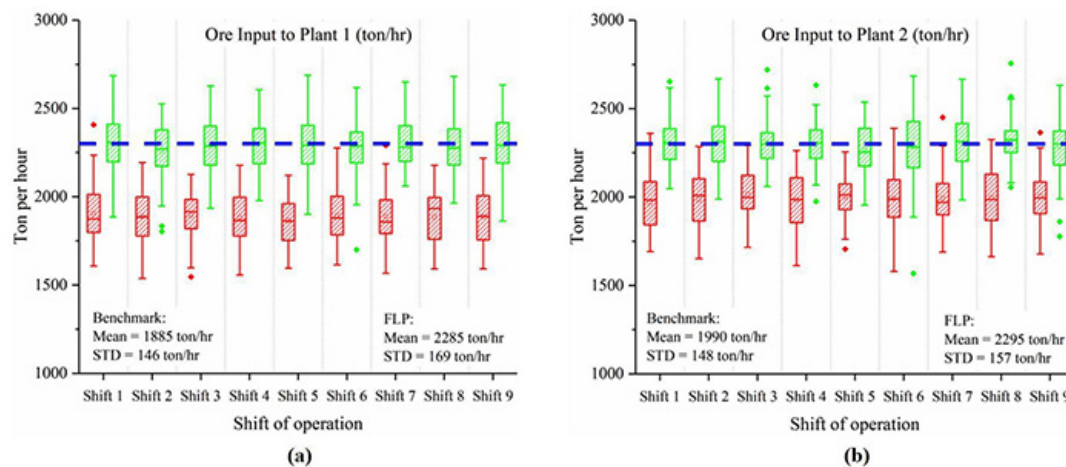 Ore Input to Plant 1 (ton/hr)
3000
2500
2000
1500
1000
Ton per hour
Benchmark:
Mean = 1885 ton/hr
STD = 146 ton/hr
FLP:
Mean = 2285 ton/hr
STD = 169 ton/hr
Shift 1 Shift 2 Shift 3 Shift 4 Shift 5 Shift 6 Shift 7 Shift 8 Shift 9
Shift of operation
(a)
Ore Input to Plant 2 (ton/hr)
3000
2500
2000
1500
1000
Ton per hour
Benchmark:
Mean = 1990 ton/hr
STD = 148 ton/hr
FLP:
Mean = 2295 ton/hr
STD = 157 ton/hr
Shift 1 Shift 2 Shift 3 Shift 4 Shift 5 Shift 6 Shift 7 Shift 8 Shift 9
Shift of operation
(b)